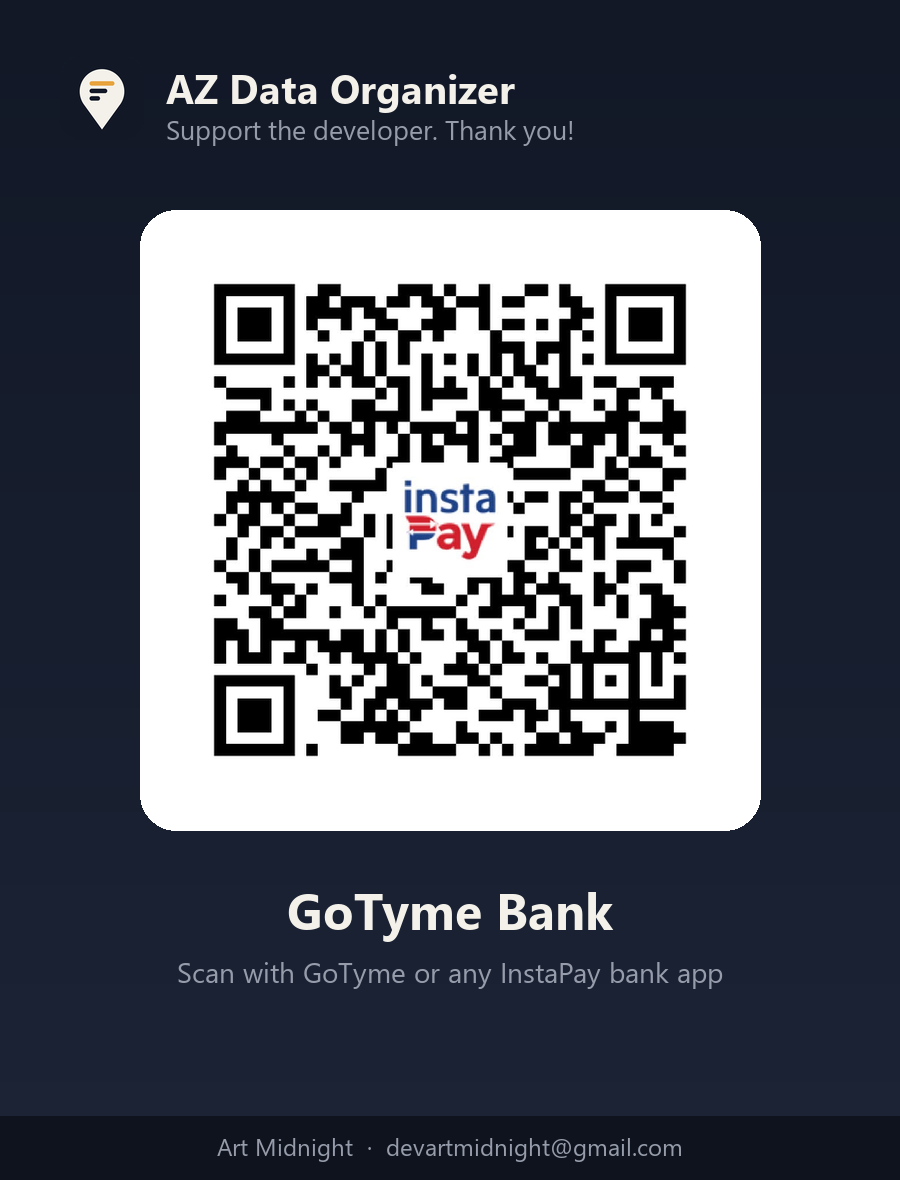 AZ Data Organizer
Support the developer. Thank you!
insta
Pay
GoTyme Bank
Scan with GoTyme or any InstaPay bank app
Art Midnight · devartmidnight@gmail.com